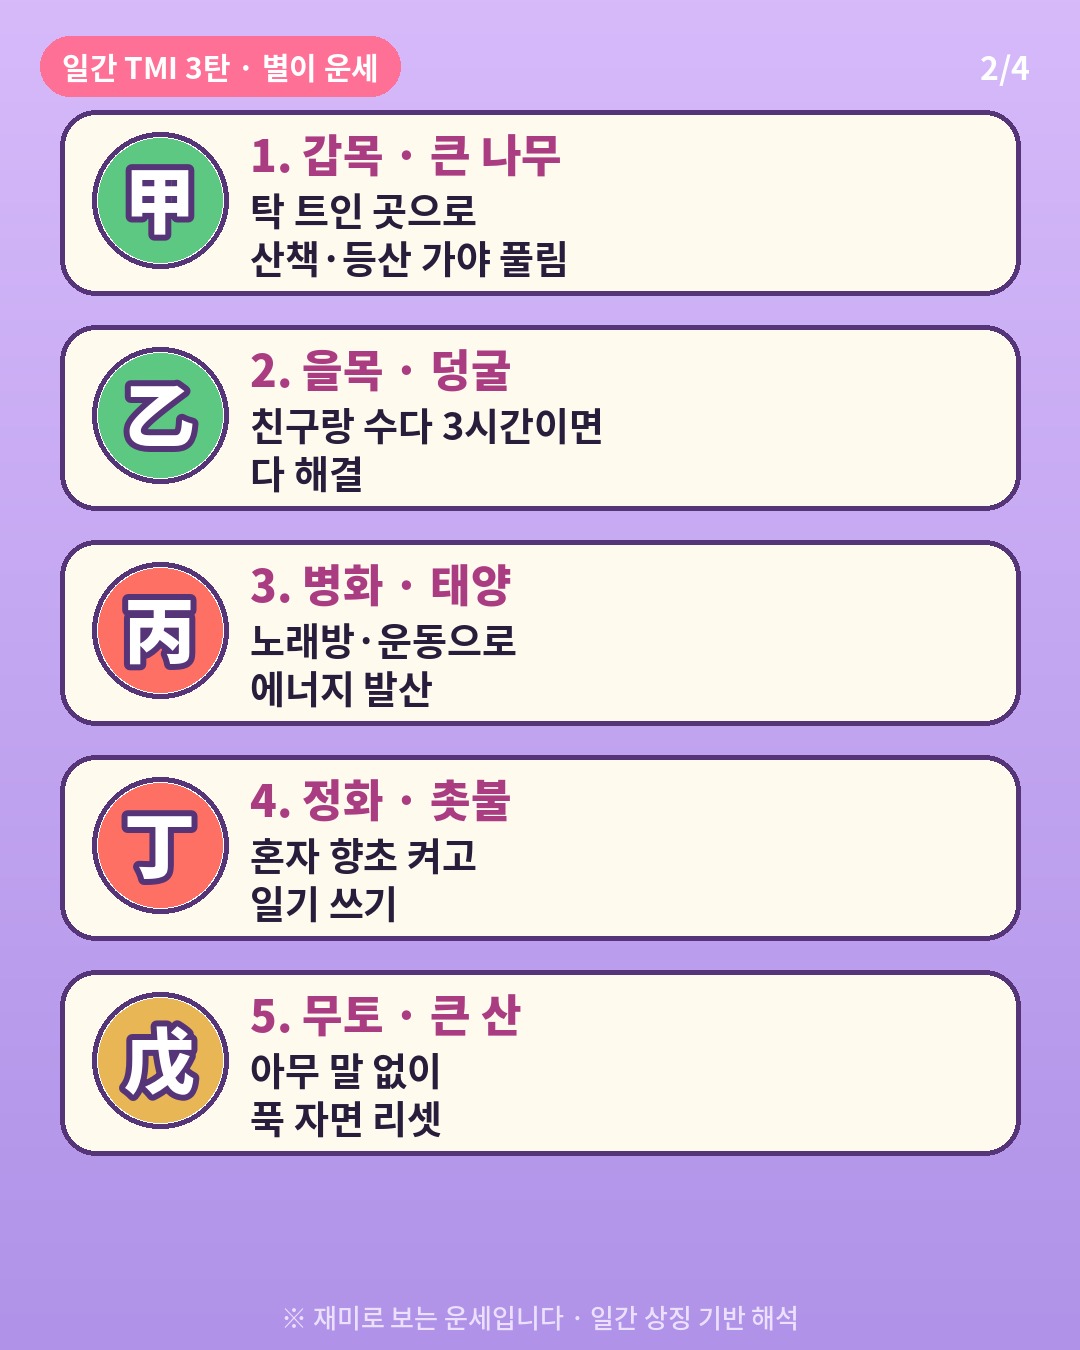 일간 TMI 3탄 · 별이 운세
2/4
甲
1. 갑목 · 큰 나무
탁 트인 곳으로
산책·등산 가야 풀림
乙
2. 을목 · 덩굴
친구랑 수다 3시간이면
다 해결
丙
3. 병화 · 태양
노래방·운동으로
에너지 발산
丁
4. 정화 · 촛불
혼자 향초 켜고
일기 쓰기
戊
5. 무토 · 큰 산
아무 말 없이
푹 자면 리셋
※ 재미로 보는 운세입니다 · 일간 상징 기반 해석